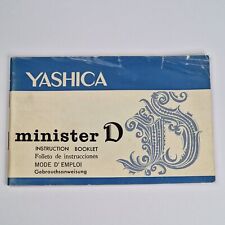 YASHICA
minister D
INSTRUCTION BOOKLET
Folleto de instrucciones
MODE D' EMPLOI
Gebrauchsanweisung
D